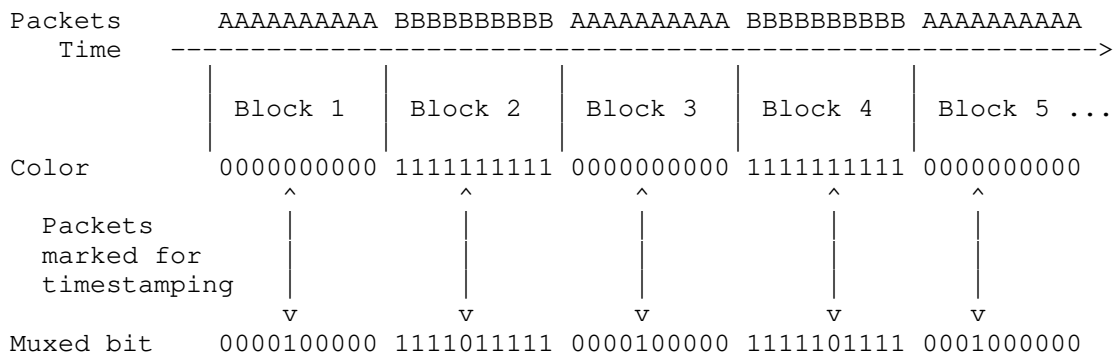 Packets AAAAAAAAAA BBBBBBBBBB AAAAAAAAAA BBBBBBBBBB AAAAAAAAAA
Time ---------------------------------------------------------->
| | | | |
| Block 1 | Block 2 | Block 3 | Block 4 | Block 5 ...
| | | | |
Color 0000000000 1111111111 0000000000 1111111111 0000000000
^ ^ ^ ^ ^
Packets | | | | |
marked for | | | | |
timestamping | | | | |
v v v v v
Muxed bit 0000100000 1111011111 0000100000 1111101111 0001000000